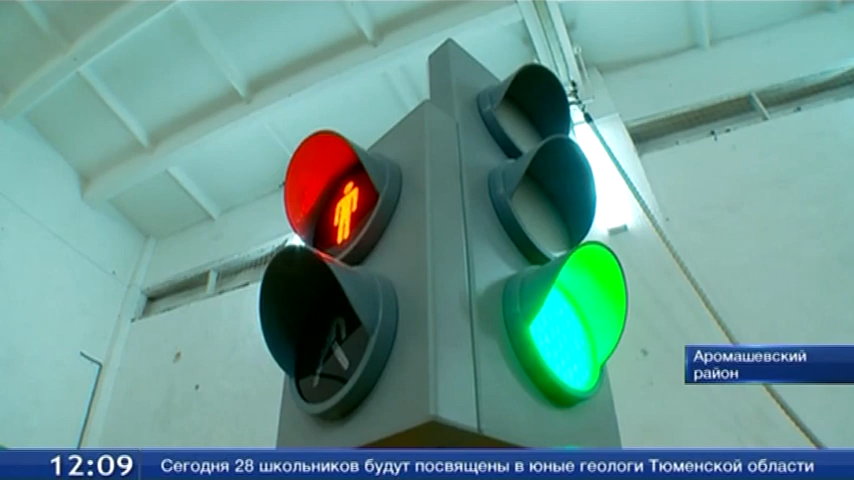 Аромашевский
район
12:09 Сегодня 28 школьников будут посвящены в юные геологи Тюменской области